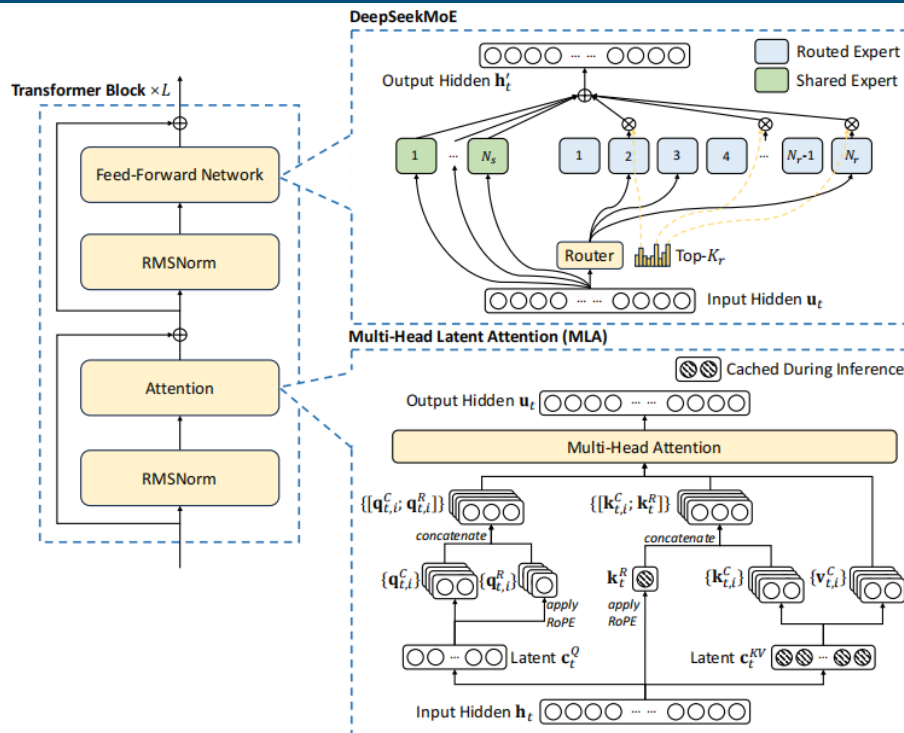 DeepSeekMoE
Routed Expert
Shared Expert
Output Hidden 𝐡′ₜ
Transformer Block ×L
1 ... Nₛ 1 2 3 4 ... Nᵣ-1 Nᵣ
Feed-Forward Network
Router
Top-Kᵣ
RMSNorm
... ...
Input Hidden 𝐮ₜ
Multi-Head Latent Attention (MLA)
Cached During Inference
Attention
Output Hidden 𝐮ₜ
... ...
Multi-Head Attention
RMSNorm
{[𝐪ᶜₜ,ᵢ; 𝐪ᴿₜ,ᵢ]}
{[𝐤ᶜₜ,ᵢ; 𝐤ᴿₜ]}
concatenate
concatenate
{𝐪ᶜₜ,ᵢ}
{𝐪ᴿₜ,ᵢ}
𝐤ᴿₜ
{𝐤ᶜₜ,ᵢ}
{𝐯ᶜₜ,ᵢ}
apply
RoPE
apply
RoPE
... Latent 𝐜ₜ^Q
Latent 𝐜ₜ^KV ...
Input Hidden 𝐡ₜ ... ...